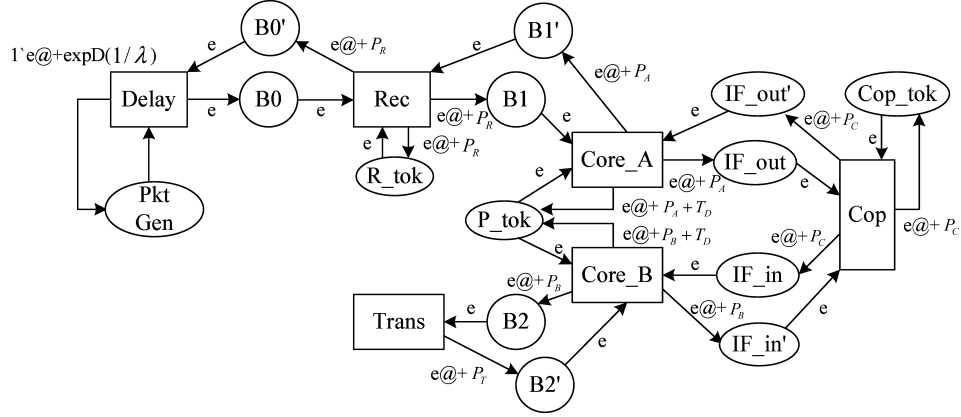 B0'
e
e@+ P_R
e
B1'
1`e@+expD(1/λ)
e@+ P_A
Delay
e
B0
e
Rec
e@+ P_R
B1
e
e
IF_out'
e@+ P_C
Cop_tok
e
e
e@+ P_R
R_tok
Core_A
e@+ P_A
IF_out
e
Pkt
Gen
e
P_tok
e@+ P_A + T_D
e@+ P_B + T_D
Cop
e@+ P_C
e@+ P_C
e
Core_B
e
IF_in
e@+ P_B
e@+ P_B
Trans
e
B2
e
IF_in'
e
e@+ P_T
B2'